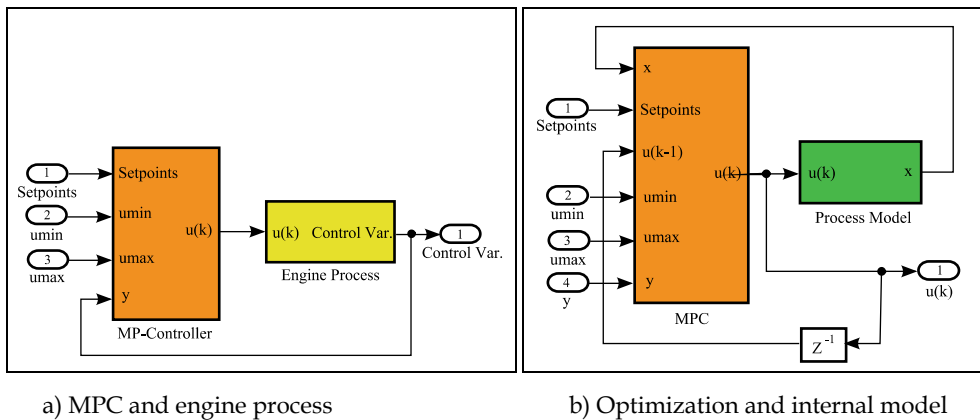 1
Setpoints
2
umin
3
umax
Setpoints
umin
u(k)
umax
y
MP-Controller
u(k) Control Var.
Engine Process
1
Control Var.
a) MPC and engine process
1
Setpoints
2
umin
3
umax
4
y
x
Setpoints
u(k-1)
u(k)
umin
umax
y
MPC
u(k) x
Process Model
1
u(k)
Z⁻¹
b) Optimization and internal model